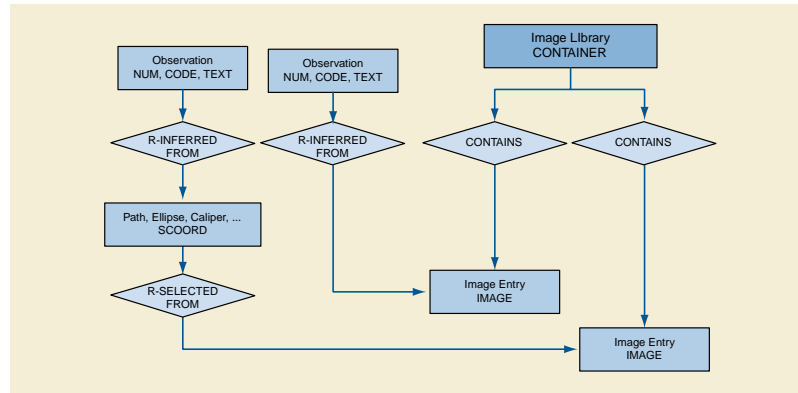 Observation
NUM, CODE, TEXT
Observation
NUM, CODE, TEXT
Image LIbrary
CONTAINER
R-INFERRED
FROM
R-INFERRED
FROM
CONTAINS
CONTAINS
Path, Ellipse, Caliper, ...
SCOORD
R-SELECTED
FROM
Image Entry
IMAGE
Image Entry
IMAGE